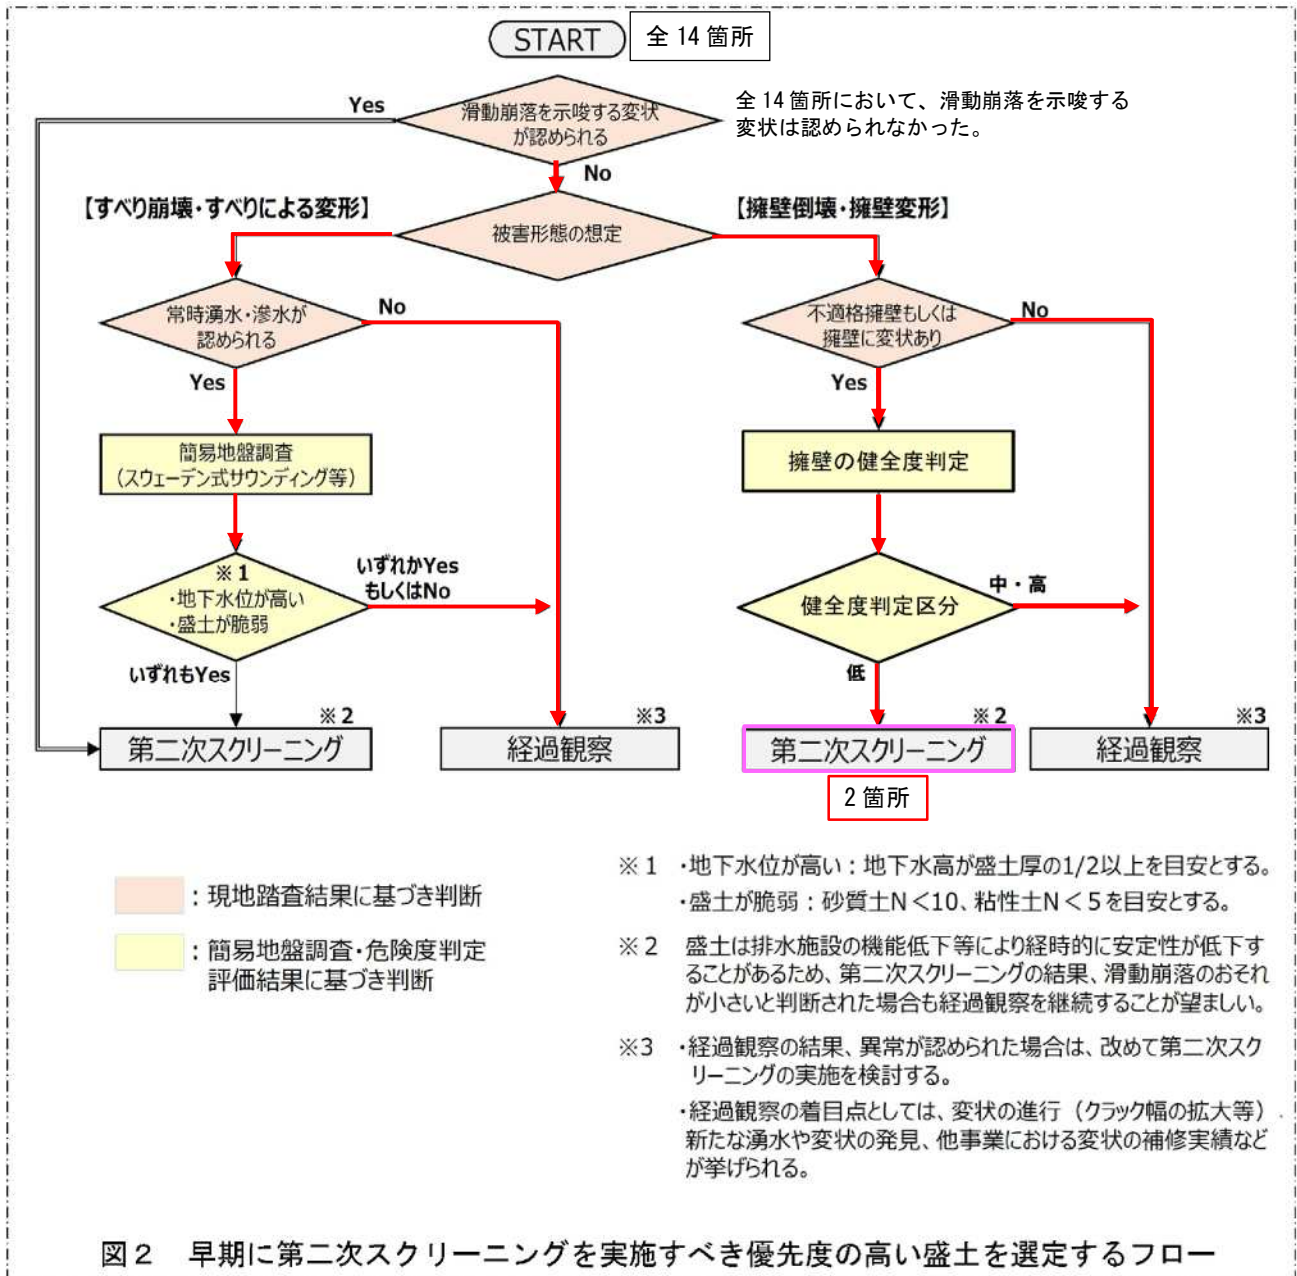 START
全 14 箇所
Yes
滑動崩落を示唆する変状
が認められる
全 14 箇所において、滑動崩落を示唆する
変状は認められなかった。
No
【すべり崩壊・すべりによる変形】
【擁壁倒壊・擁壁変形】
被害形態の想定
常時湧水・滲水が
認められる
No
不適格擁壁もしくは
擁壁に変状あり
No
Yes
Yes
簡易地盤調査
（スウェーデン式サウンディング等）
擁壁の健全度判定
※１
・地下水位が高い
・盛土が脆弱
いずれかYes
もしくはNo
健全度判定区分
中・高
いずれもYes
低
※２
※3
※２
※3
第二次スクリーニング
経過観察
第二次スクリーニング
経過観察
2 箇所
：現地踏査結果に基づき判断
：簡易地盤調査・危険度判定
評価結果に基づき判断
※１ ・地下水位が高い：地下水高が盛土厚の1/2以上を目安とする。
・盛土が脆弱：砂質土N＜10、粘性土N＜５を目安とする。
※２ 盛土は排水施設の機能低下等により経時的に安定性が低下す
ることがあるため、第二次スクリーニングの結果、滑動崩落のおそれ
が小さいと判断された場合も経過観察を継続することが望ましい。
※3 ・経過観察の結果、異常が認められた場合は、改めて第二次スク
リーニングの実施を検討する。
・経過観察の着目点としては、変状の進行（クラック幅の拡大等）、
新たな湧水や変状の発見、他事業における変状の補修実績など
が挙げられる。
図２ 早期に第二次スクリーニングを実施すべき優先度の高い盛土を選定するフロー